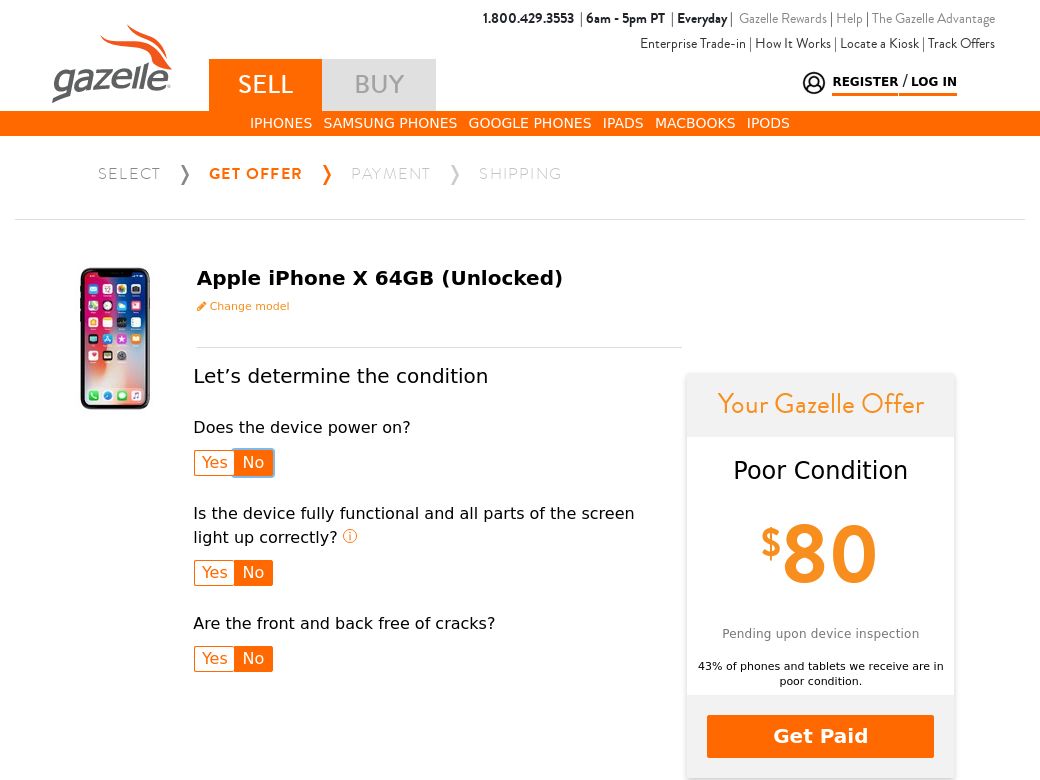 1.800.429.3553 | 6am - 5pm PT | Everyday | Gazelle Rewards | Help | The Gazelle Advantage
Enterprise Trade-in | How It Works | Locate a Kiosk | Track Offers
gazelle
SELL BUY
REGISTER / LOG IN
IPHONES SAMSUNG PHONES GOOGLE PHONES IPADS MACBOOKS IPODS
SELECT GET OFFER PAYMENT SHIPPING
Apple iPhone X 64GB (Unlocked)
Change model
Let’s determine the condition
Does the device power on?
Yes No
Is the device fully functional and all parts of the screen
light up correctly?
Yes No
Are the front and back free of cracks?
Yes No
Your Gazelle Offer
Poor Condition
$80
Pending upon device inspection
43% of phones and tablets we receive are in
poor condition.
Get Paid